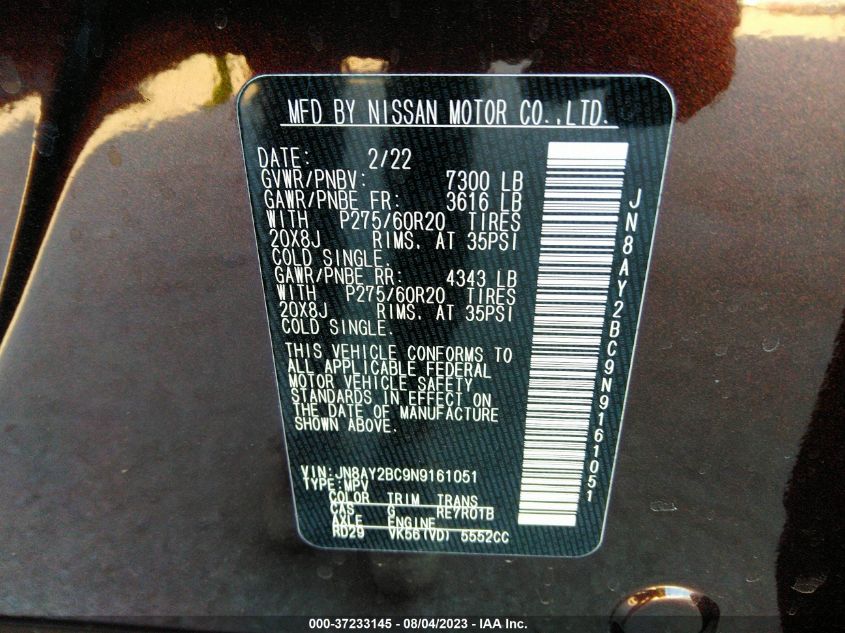 MFD BY NISSAN MOTOR CO.,LTD.
DATE: 2/22
GVWR/PNBV: 7300 LB
GAWR/PNBE FR: 3616 LB
WITH P275/60R20 TIRES
20X8J RIMS. AT 35PSI
COLD SINGLE.
GAWR/PNBE RR: 4343 LB
WITH P275/60R20 TIRES
20X8J RIMS. AT 35PSI
COLD SINGLE.
THIS VEHICLE CONFORMS TO
ALL APPLICABLE FEDERAL
MOTOR VEHICLE SAFETY
STANDARDS IN EFFECT ON
THE DATE OF MANUFACTURE
SHOWN ABOVE.
VIN:JN8AY2BC9N9161051
TYPE:MPV
COLOR TRIM TRANS
CAS G RE7R01B
AXLE ENGINE
RD29 VK56(VD) 5552CC
JN8AY2BC9N9161051
000-37233145 - 08/04/2023 - IAA Inc.